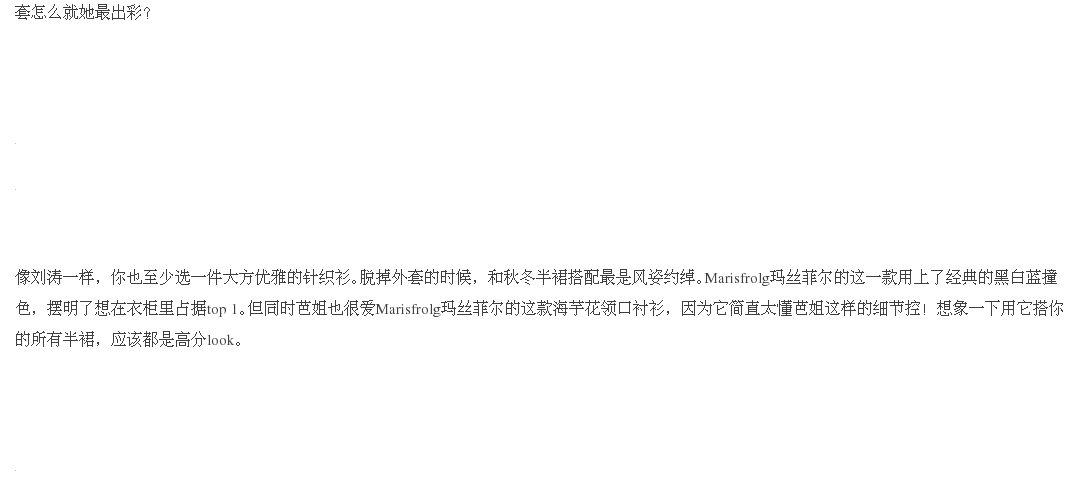 套怎么就她最出彩？
像刘涛一样，你也至少选一件大方优雅的针织衫。脱掉外套的时候，和秋冬半裙搭配最是风姿约绰。Marisfrolg玛丝菲尔的这一款用上了经典的黑白蓝撞
色，摆明了想在衣柜里占据top 1。但同时芭姐也很爱Marisfrolg玛丝菲尔的这款海芋花领口衬衫，因为它简直太懂芭姐这样的细节控！想象一下用它搭你
的所有半裙，应该都是高分look。